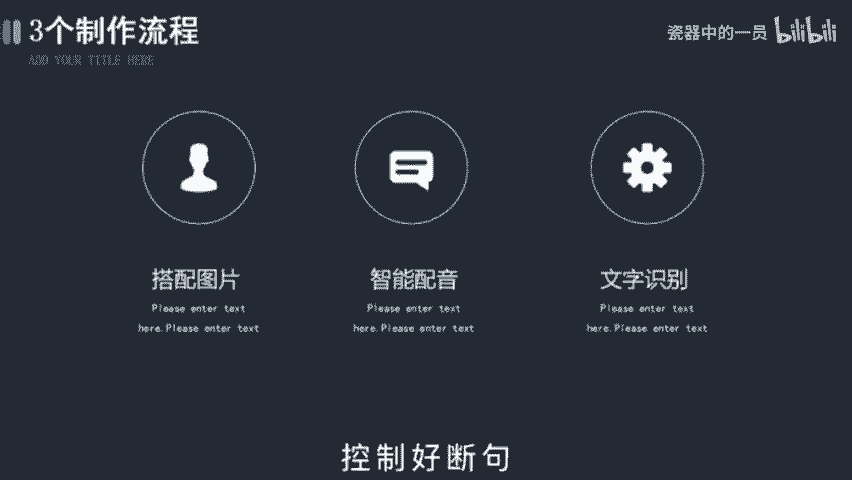 3个制作流程
瓷器中的一员 bilibili
ADD YOUR TITLE HERE
搭配图片 智能配音 文字识别
Please enter text Please enter text Please enter text
here.Please enter text here.Please enter text here.Please enter text
控制好断句